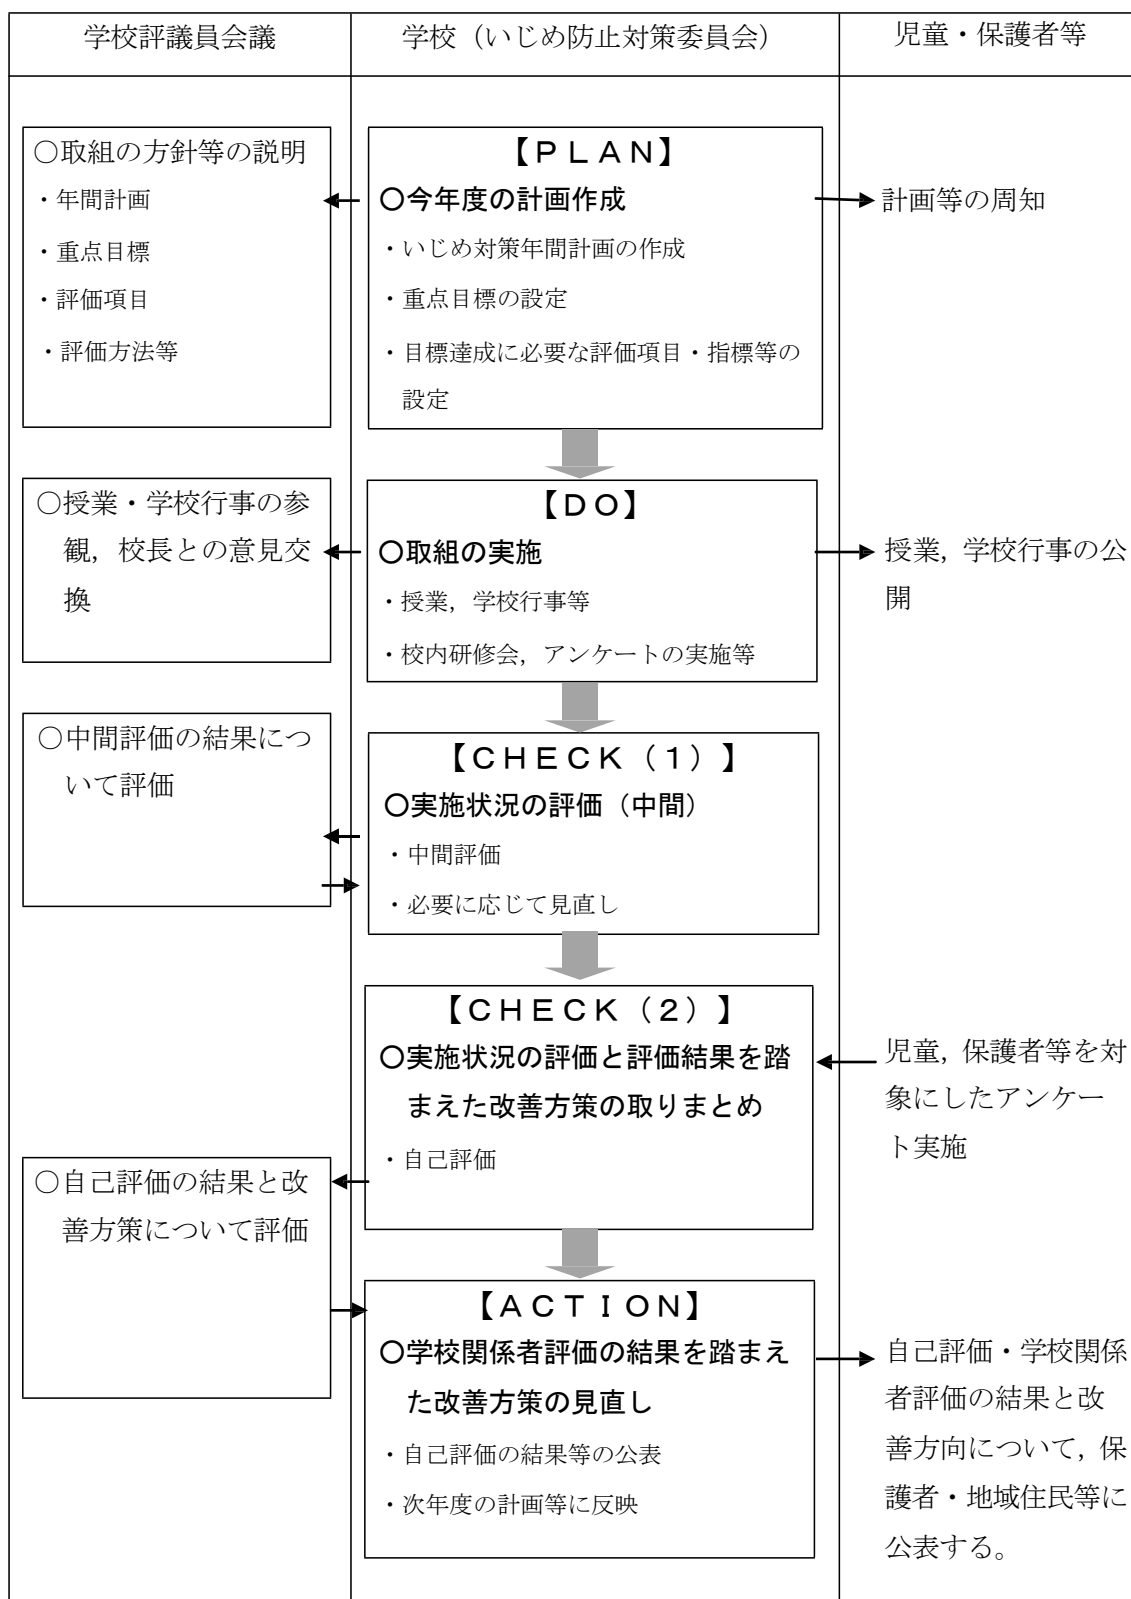 学校評議員会議
学校（いじめ防止対策委員会）
児童・保護者等
○取組の方針等の説明
・年間計画
・重点目標
・評価項目
・評価方法等
【ＰＬＡＮ】
○今年度の計画作成
・いじめ対策年間計画の作成
・重点目標の設定
・目標達成に必要な評価項目・指標等の
設定
計画等の周知
○授業・学校行事の参
観，校長との意見交
換
【ＤＯ】
○取組の実施
・授業，学校行事等
・校内研修会，アンケートの実施等
授業，学校行事の公
開
○中間評価の結果につ
いて評価
【ＣＨＥＣＫ（１）】
○実施状況の評価（中間）
・中間評価
・必要に応じて見直し
【ＣＨＥＣＫ（２）】
○実施状況の評価と評価結果を踏
まえた改善方策の取りまとめ
・自己評価
児童，保護者等を対
象にしたアンケー
ト実施
○自己評価の結果と改
善方策について評価
【ＡＣＴＩＯＮ】
○学校関係者評価の結果を踏まえ
た改善方策の見直し
・自己評価の結果等の公表
・次年度の計画等に反映
自己評価・学校関係
者評価の結果と改
善方向について，保
護者・地域住民等に
公表する。